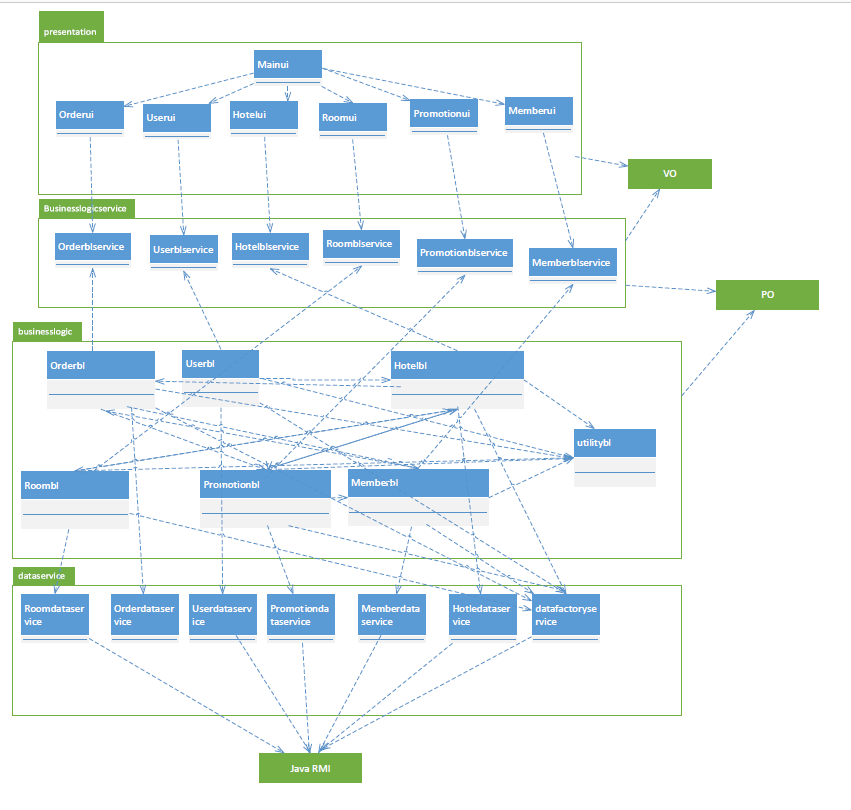 presentation
Mainui
Orderui
Userui
Hotelui
Roomui
Promotionui
Memberui
VO
Businesslogicservice
Orderblservice
Userblservice
Hotelblservice
Roomblservice
Promotionblservice
Memberblservice
PO
businesslogic
Orderbl
Userbl
Hotelbl
utilitybl
Roombl
Promotionbl
Memberbl
dataservice
Roomdataser
vice
Orderdataser
vice
Userdataserv
ice
Promotionda
taservice
Memberdata
service
Hotledataser
vice
datafactoryse
rvice
Java RMI